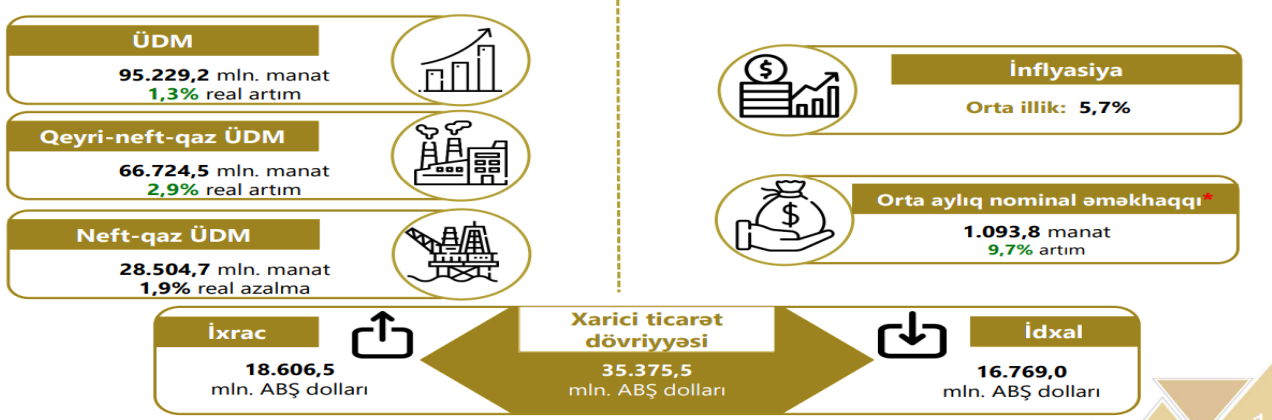 ÜDM
95.229,2 mln. manat
1,3% real artım
Qeyri-neft-qaz ÜDM
66.724,5 mln. manat
2,9% real artım
Neft-qaz ÜDM
28.504,7 mln. manat
1,9% real azalma
İnflyasiya
Orta illik: 5,7%
Orta aylıq nominal əməkhaqqı*
1.093,8 manat
9,7% artım
İxrac
18.606,5
mln. ABŞ dolları
Xarici ticarət
dövriyyəsi
35.375,5
mln. ABŞ dolları
İdxal
16.769,0
mln. ABŞ dolları
1